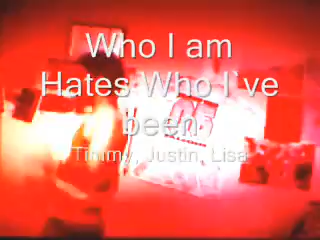 Who I am
Hates Who I`ve
been
Timmy, Justin, Lisa